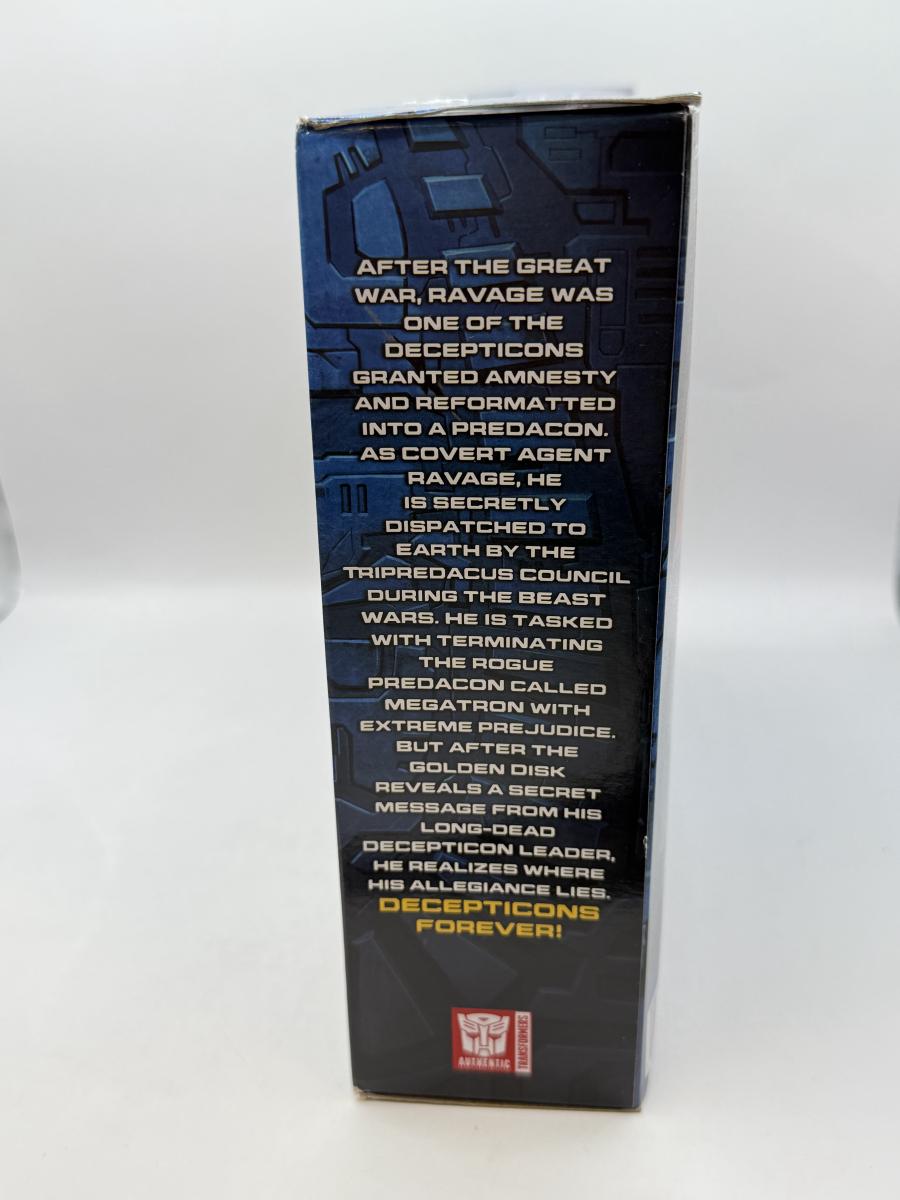 AFTER THE GREAT
WAR, RAVAGE WAS
ONE OF THE
DECEPTICONS
GRANTED AMNESTY
AND REFORMATTED
INTO A PREDACON.
AS COVERT AGENT
RAVAGE, HE
IS SECRETLY
DISPATCHED TO
EARTH BY THE
TRIPREDACUS COUNCIL
DURING THE BEAST
WARS. HE IS TASKED
WITH TERMINATING
THE ROGUE
PREDACON CALLED
MEGATRON WITH
EXTREME PREJUDICE.
BUT AFTER THE
GOLDEN DISK
REVEALS A SECRET
MESSAGE FROM HIS
LONG-DEAD
DECEPTICON LEADER,
HE REALIZES WHERE
HIS ALLEGIANCE LIES.
DECEPTICONS
FOREVER!
AUTHENTIC
TRANSFORMERS